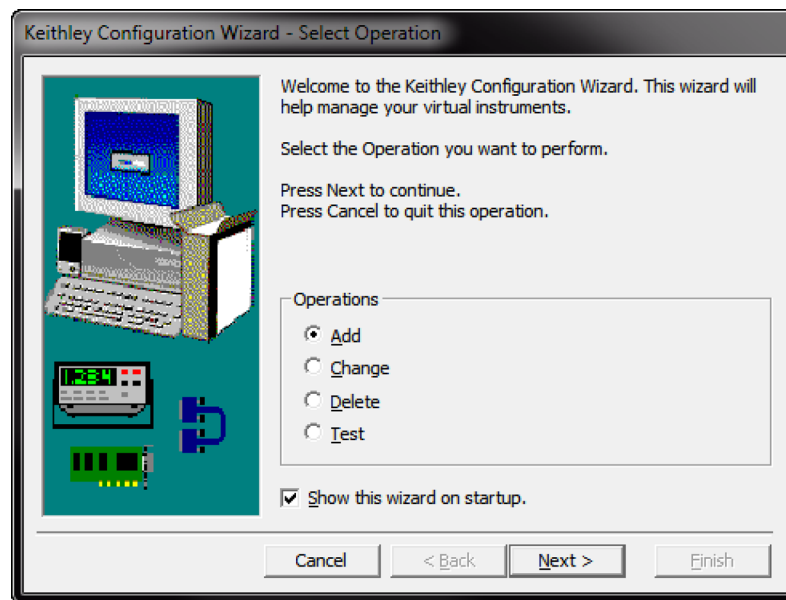 Keithley Configuration Wizard - Select Operation
Welcome to the Keithley Configuration Wizard. This wizard will
help manage your virtual instruments.
Select the Operation you want to perform.
Press Next to continue.
Press Cancel to quit this operation.
1.234
Operations
Add
Change
Delete
Test
Show this wizard on startup.
Cancel
< Back
Next >
Finish